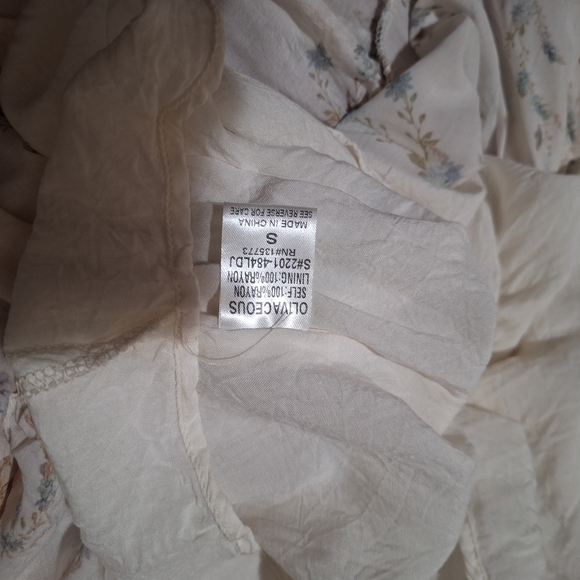 OLIVACEOUS
SELF:100%RAYON
LINING:100%RAYON
S#2201-484LDJ
RN#135773
S
MADE IN CHINA
SEE REVERSE FOR CARE